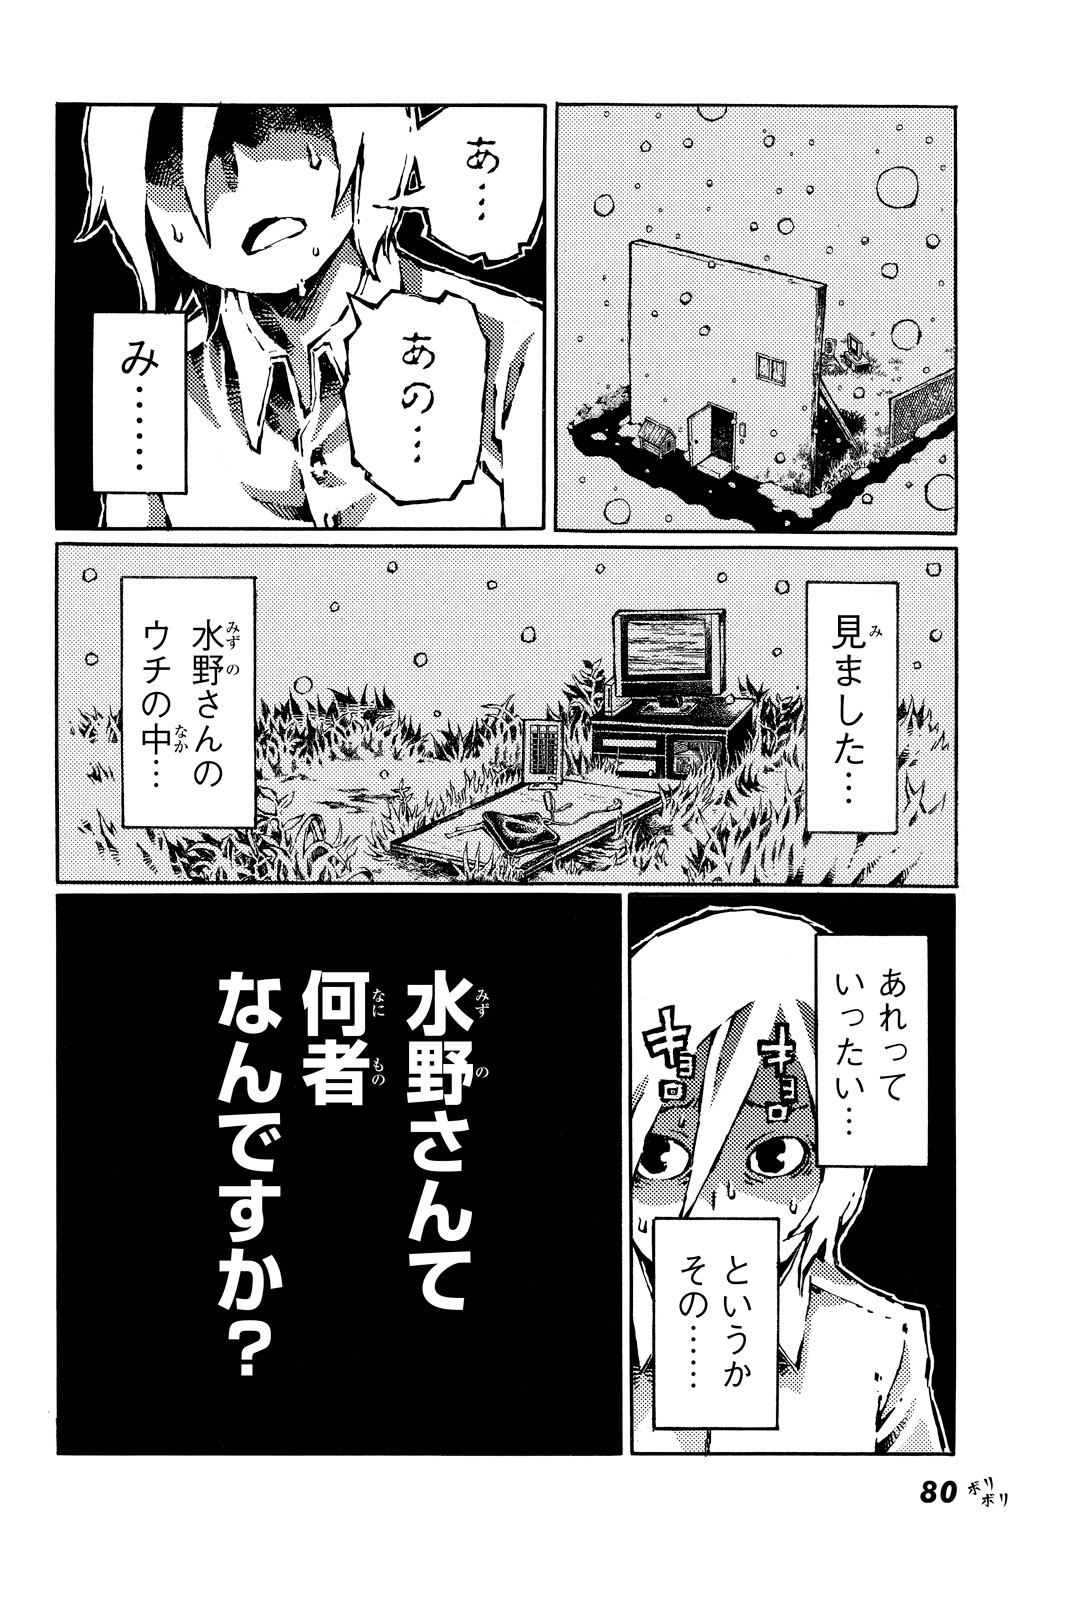 あ…
あの…
み……
見ました…
水野さんの
ウチの中…
あれって
いったい…
キョロ
キョロ
というか
その……
水野さんて
何者
なんですか？
80
ボリ
ボリ